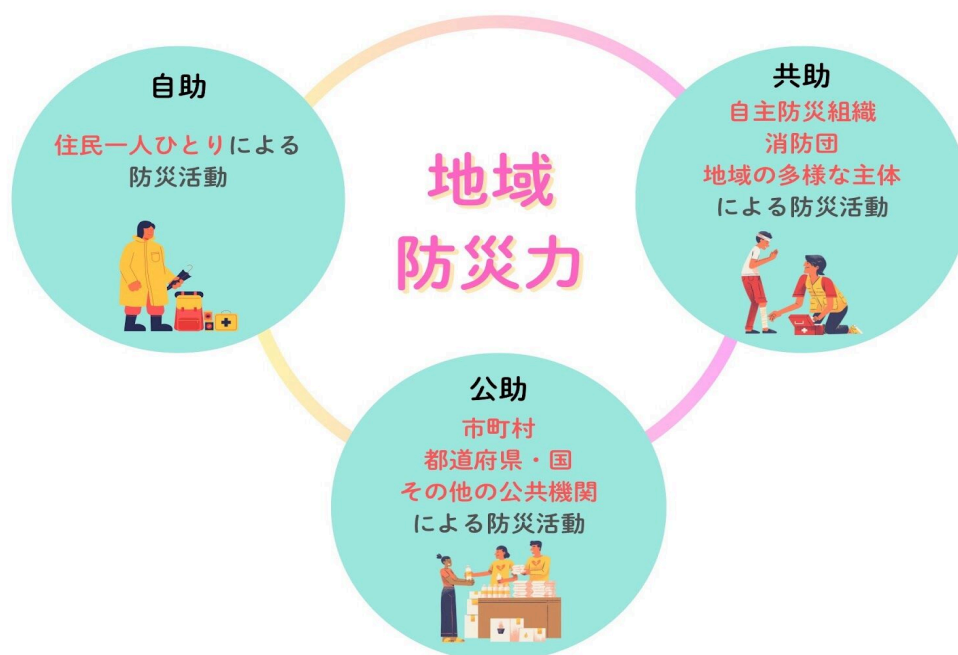 自助
住民一人ひとりによる
防災活動
共助
自主防災組織
消防団
地域の多様な主体
による防災活動
地域
防災力
公助
市町村
都道府県・国
その他の公共機関
による防災活動